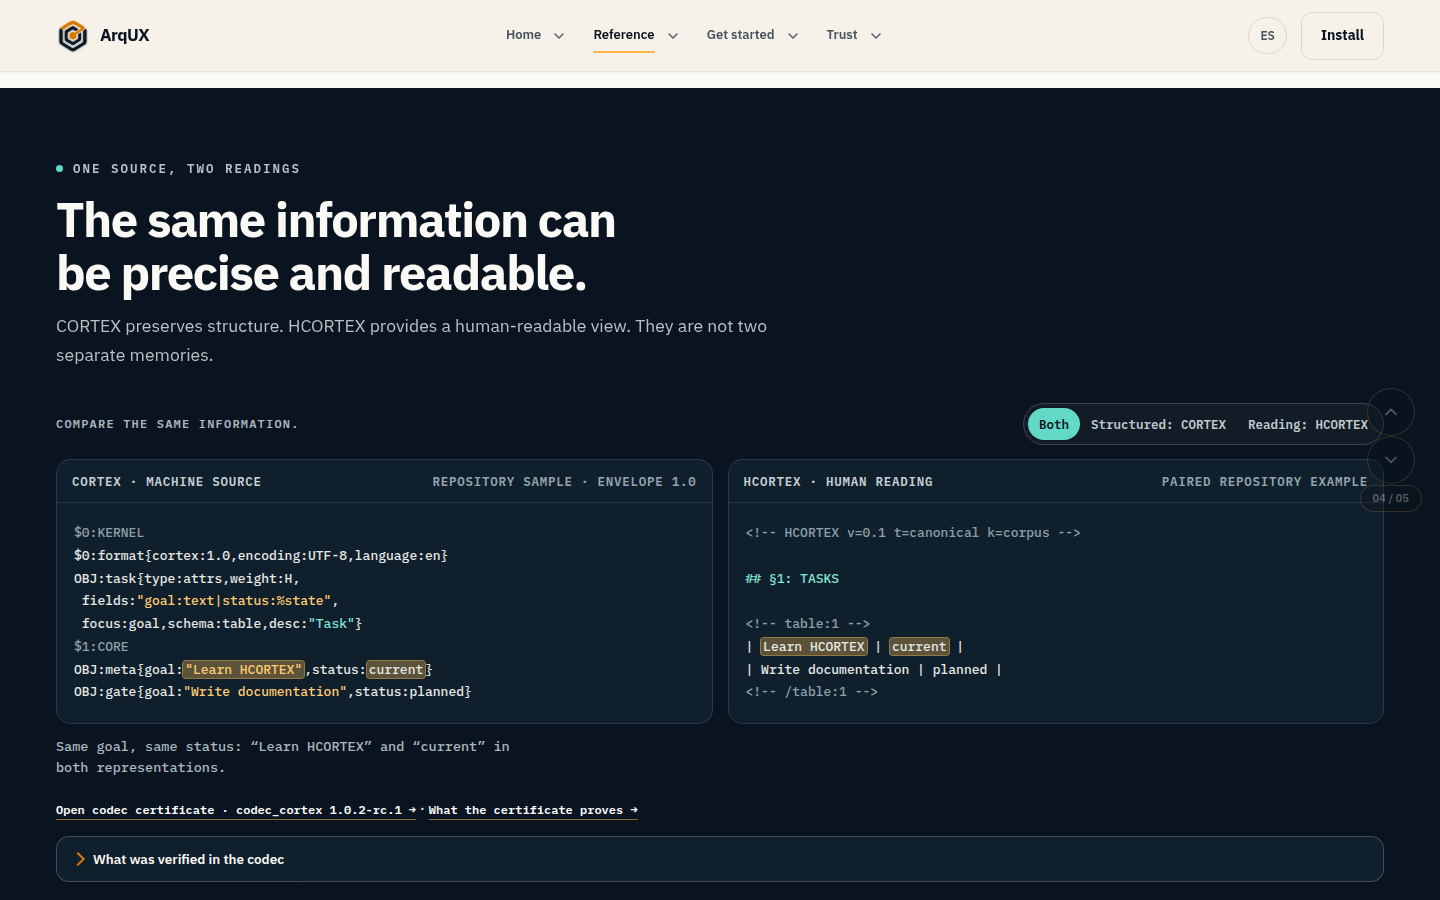 ArqUX
Home
Reference
Get started
Trust
ES
Install
ONE SOURCE, TWO READINGS
The same information can
be precise and readable.
CORTEX preserves structure. HCORTEX provides a human-readable view. They are not two
separate memories.
COMPARE THE SAME INFORMATION.
Both
Structured: CORTEX
Reading: HCORTEX
CORTEX · MACHINE SOURCE
REPOSITORY SAMPLE · ENVELOPE 1.0
$0:KERNEL
$0:format{cortex:1.0,encoding:UTF-8,language:en}
OBJ:task{type:attrs,weight:H,
fields:"goal:text|status:%state",
focus:goal,schema:table,desc:"Task"}
$1:CORE
OBJ:meta{goal:"Learn HCORTEX",status:current}
OBJ:gate{goal:"Write documentation",status:planned}
HCORTEX · HUMAN READING
PAIRED REPOSITORY EXAMPLE
<!-- HCORTEX v=0.1 t=canonical k=corpus -->
## §1: TASKS
<!-- table:1 -->
| Learn HCORTEX | current |
| Write documentation | planned |
<!-- /table:1 -->
04 / 05
Same goal, same status: “Learn HCORTEX” and “current” in
both representations.
Open codec certificate · codec_cortex 1.0.2-rc.1 → · What the certificate proves →
What was verified in the codec